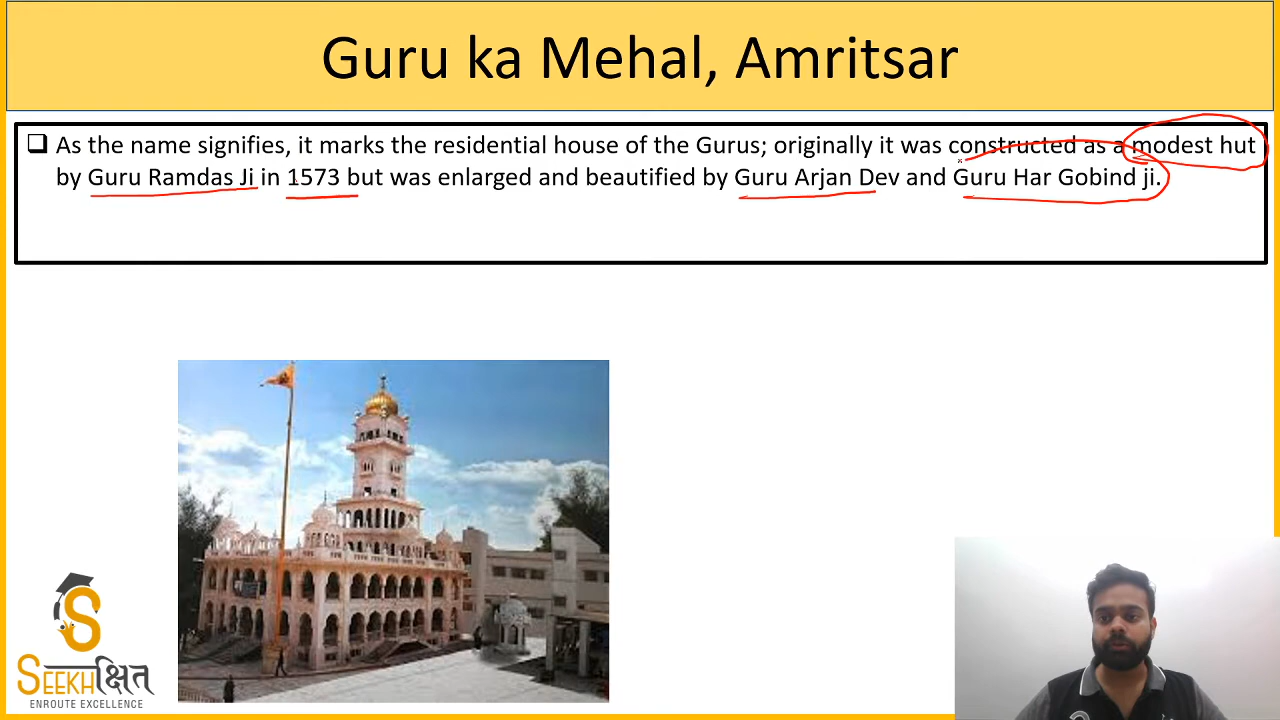 Guru ka Mehal, Amritsar
As the name signifies, it marks the residential house of the Gurus; originally it was constructed as a modest hut
by Guru Ramdas Ji in 1573 but was enlarged and beautified by Guru Arjan Dev and Guru Har Gobind ji.
S
SEEKHक्षित
ENROUTE EXCELLENCE